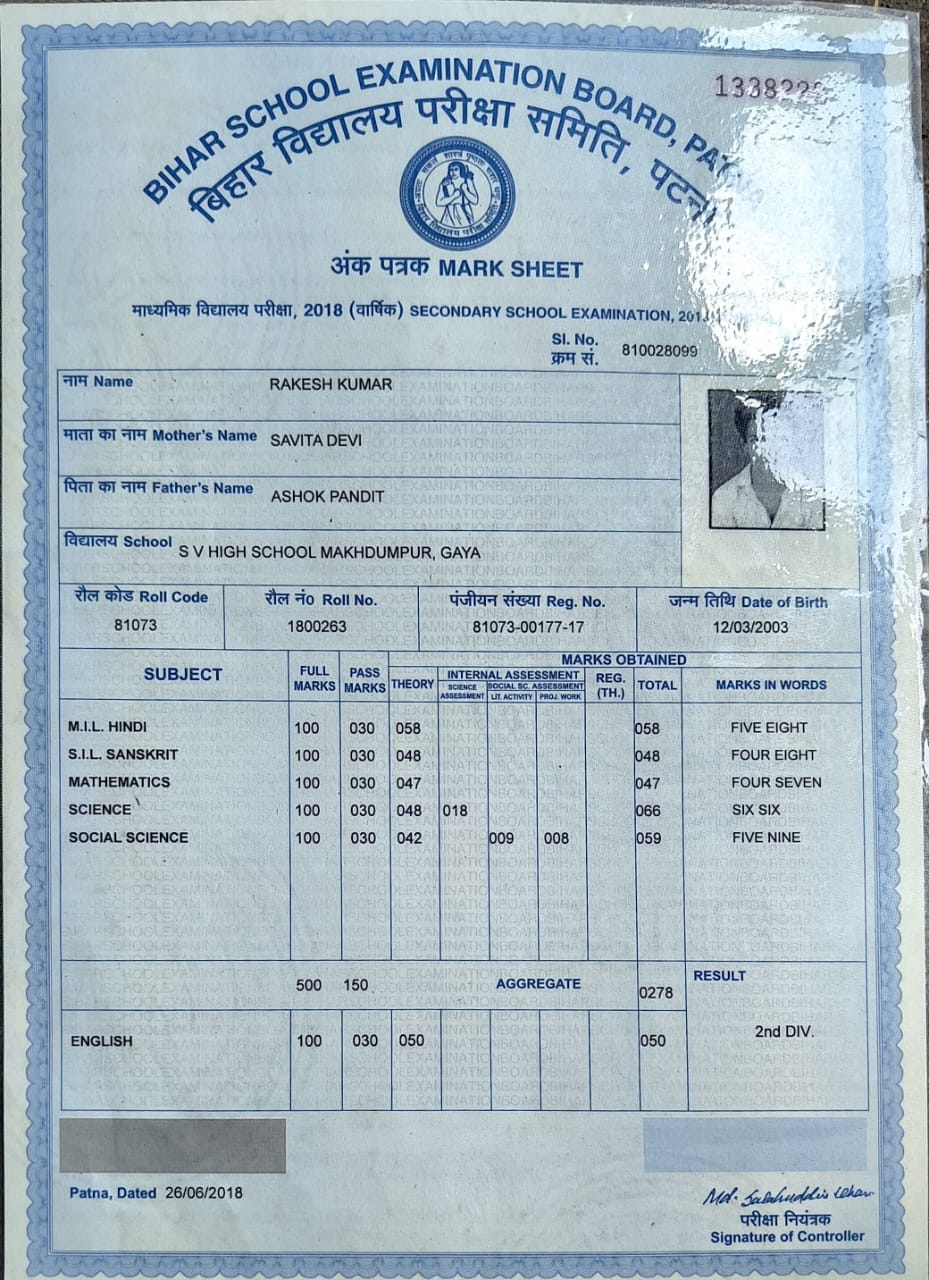 BIHAR SCHOOL EXAMINATION BOARD,
बिहार विद्यालय परीक्षा समिति, पटना
अंक पत्रक MARK SHEET
माध्यमिक विद्यालय परीक्षा, 2018 (वार्षिक) SECONDARY SCHOOL EXAMINATION,
Sl. No.
क्रम सं. 810028099
नाम Name RAKESH KUMAR
माता का नाम Mother's Name SAVITA DEVI
पिता का नाम Father's Name ASHOK PANDIT
विद्यालय School S V HIGH SCHOOL MAKHDUMPUR, GAYA
रौल कोड Roll Code रौल नं0 Roll No. पंजीयन संख्या Reg. No. जन्म तिथि Date of Birth
81073 1800263 81073-00177-17 12/03/2003
SUBJECT FULL MARKS PASS MARKS MARKS OBTAINED
THEORY INTERNAL ASSESSMENT REG. (TH.) TOTAL MARKS IN WORDS
SCIENCE ASSESSMENT SOCIAL SC. ASSESSMENT
LIT. ACTIVITY PROJ. WORK
M.I.L. HINDI 100 030 058 058 FIVE EIGHT
S.I.L. SANSKRIT 100 030 048 048 FOUR EIGHT
MATHEMATICS 100 030 047 047 FOUR SEVEN
SCIENCE 100 030 048 018 066 SIX SIX
SOCIAL SCIENCE 100 030 042 009 008 059 FIVE NINE
500 150 AGGREGATE 0278 RESULT
2nd DIV.
ENGLISH 100 030 050 050
Patna, Dated 26/06/2018
परीक्षा नियंत्रक
Signature of Controller